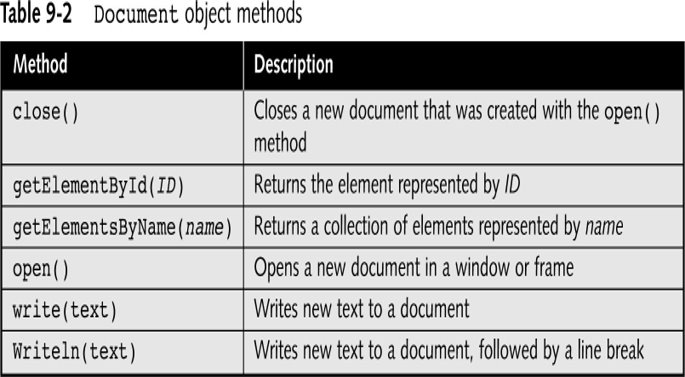 Table 9-2 Document object methods
Method Description
close() Closes a new document that was created with the open()
method
getElementById(ID) Returns the element represented by ID
getElementsByName(name) Returns a collection of elements represented by name
open() Opens a new document in a window or frame
write(text) Writes new text to a document
Writeln(text) Writes new text to a document, followed by a line break